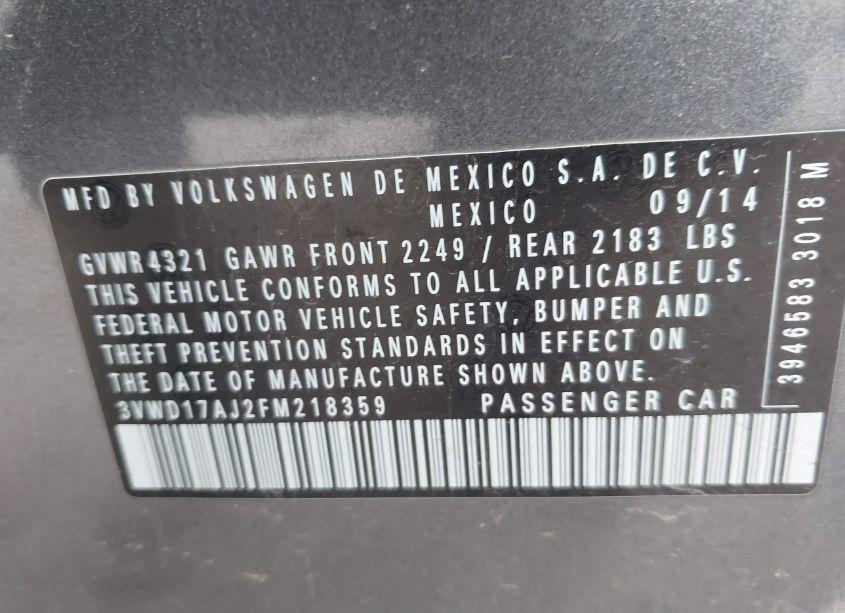 MFD BY VOLKSWAGEN DE MEXICO S.A. DE C.V.
MEXICO 09/14
GVWR4321 GAWR FRONT 2249 / REAR 2183 LBS
THIS VEHICLE CONFORMS TO ALL APPLICABLE U.S.
FEDERAL MOTOR VEHICLE SAFETY, BUMPER AND
THEFT PREVENTION STANDARDS IN EFFECT ON
THE DATE OF MANUFACTURE SHOWN ABOVE.
3VWD17AJ2FM218359 PASSENGER CAR
3946583 3018 M